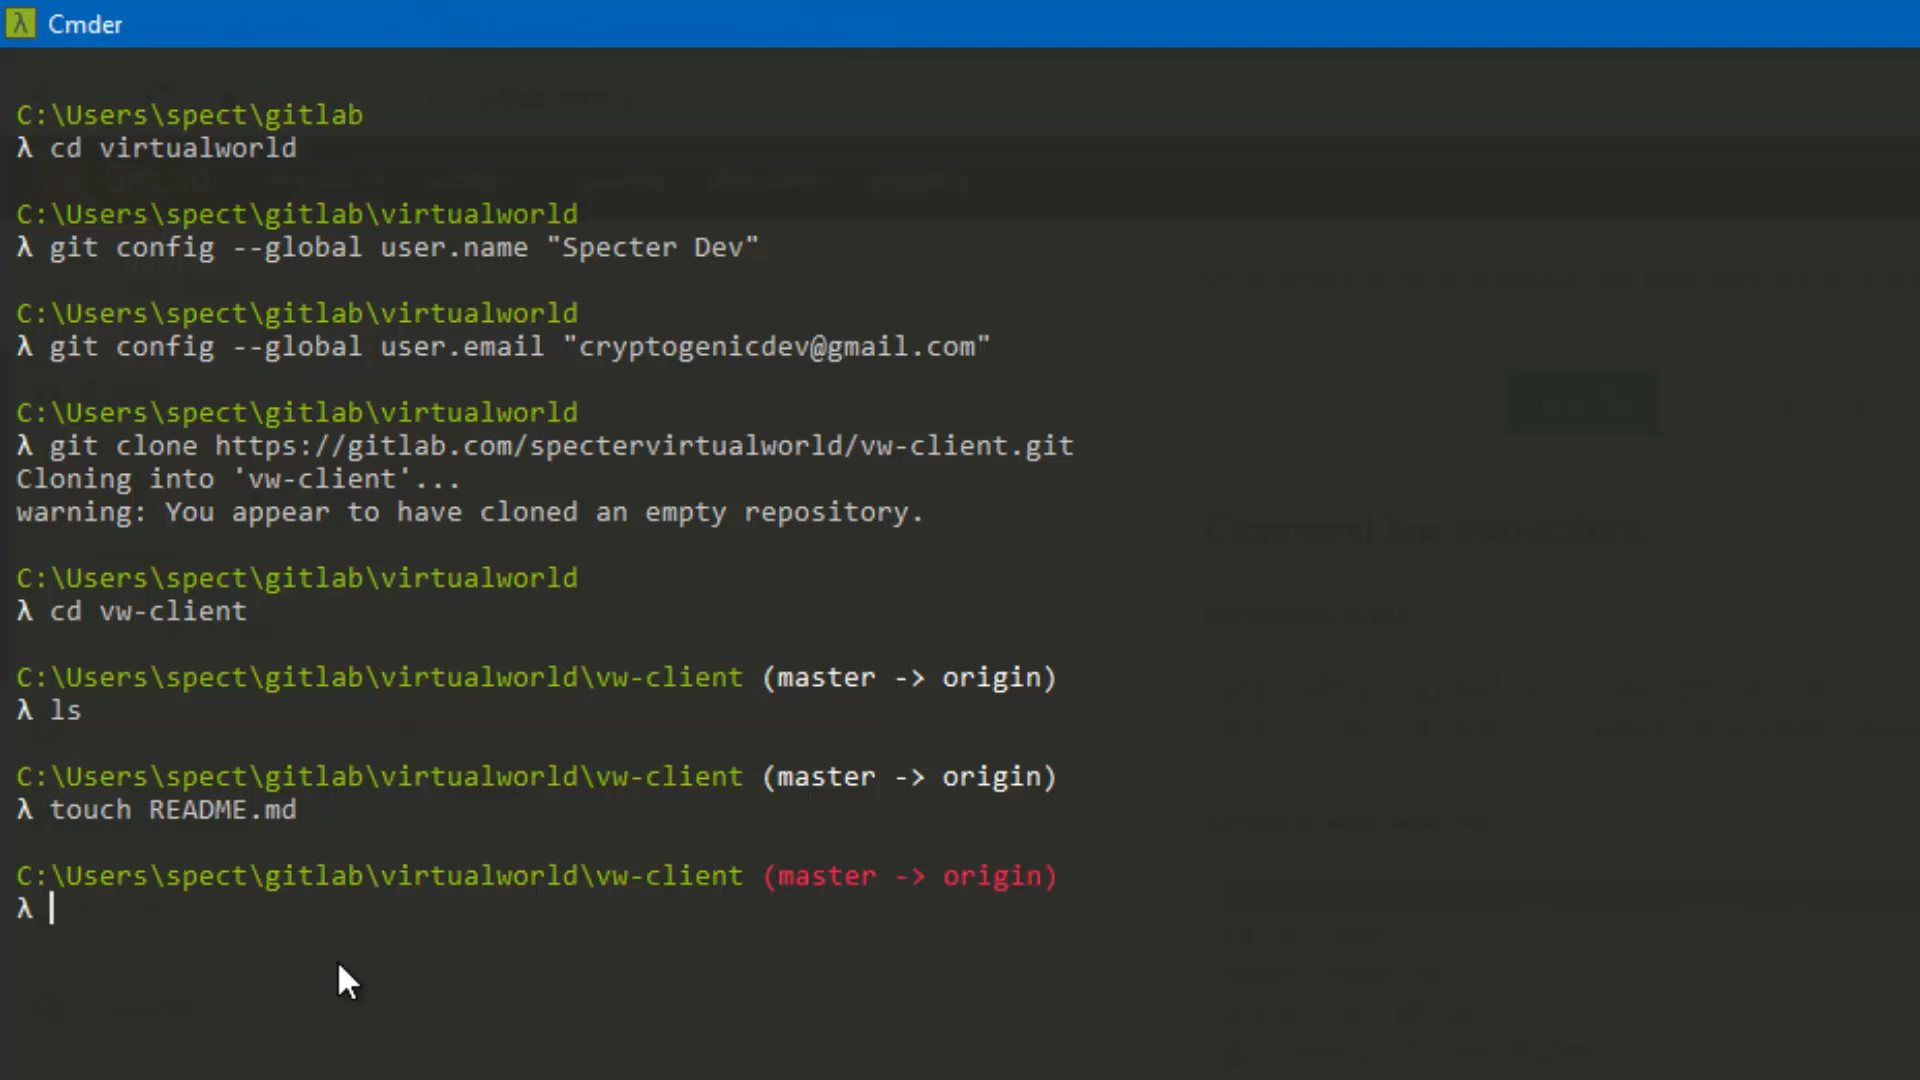 λ Cmder
C:\Users\spect\gitlab
λ cd virtualworld
C:\Users\spect\gitlab\virtualworld
λ git config --global user.name "Specter Dev"
C:\Users\spect\gitlab\virtualworld
λ git config --global user.email "cryptogenicdev@gmail.com"
C:\Users\spect\gitlab\virtualworld
λ git clone https://gitlab.com/spectervirtualworld/vw-client.git
Cloning into 'vw-client'...
warning: You appear to have cloned an empty repository.
C:\Users\spect\gitlab\virtualworld
λ cd vw-client
C:\Users\spect\gitlab\virtualworld\vw-client (master -> origin)
λ ls
C:\Users\spect\gitlab\virtualworld\vw-client (master -> origin)
λ touch README.md
C:\Users\spect\gitlab\virtualworld\vw-client (master -> origin)
λ